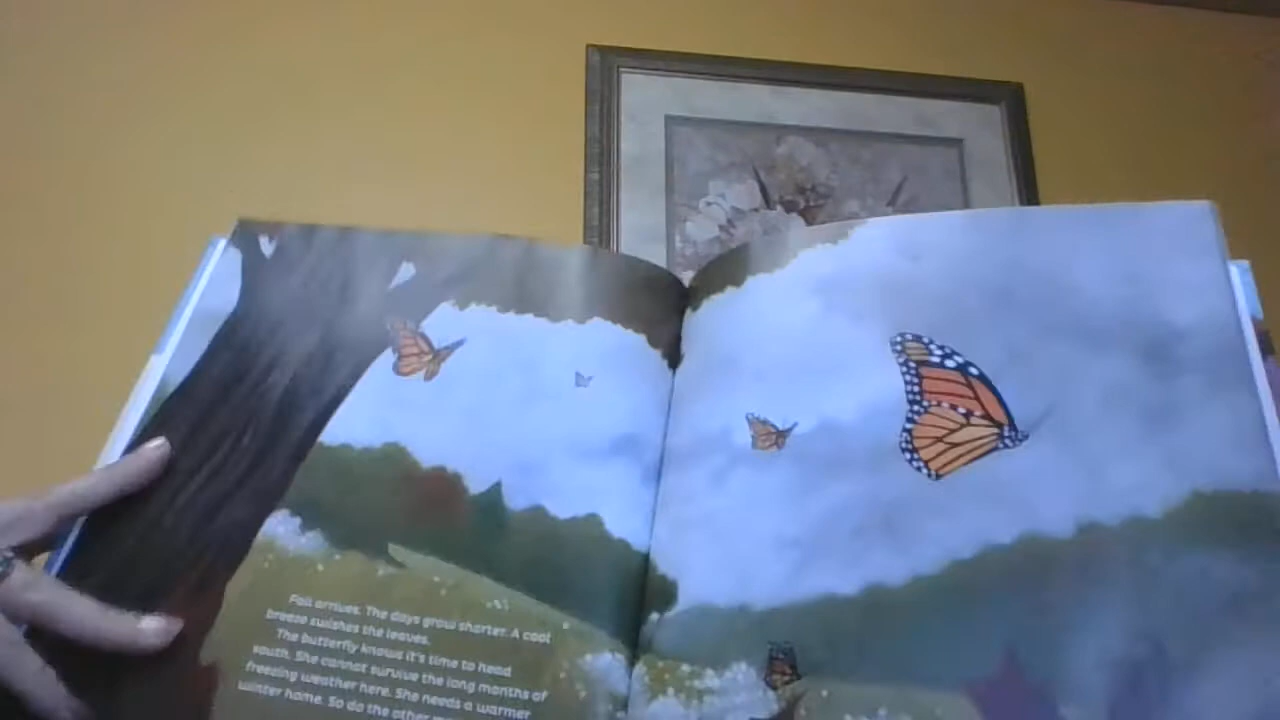 Fall arrives. The days grow shorter. A cool
breeze swishes the leaves.
The butterfly knows it's time to head
south. She cannot survive the long months of
freezing weather here. She needs a warmer
winter home. So do the other